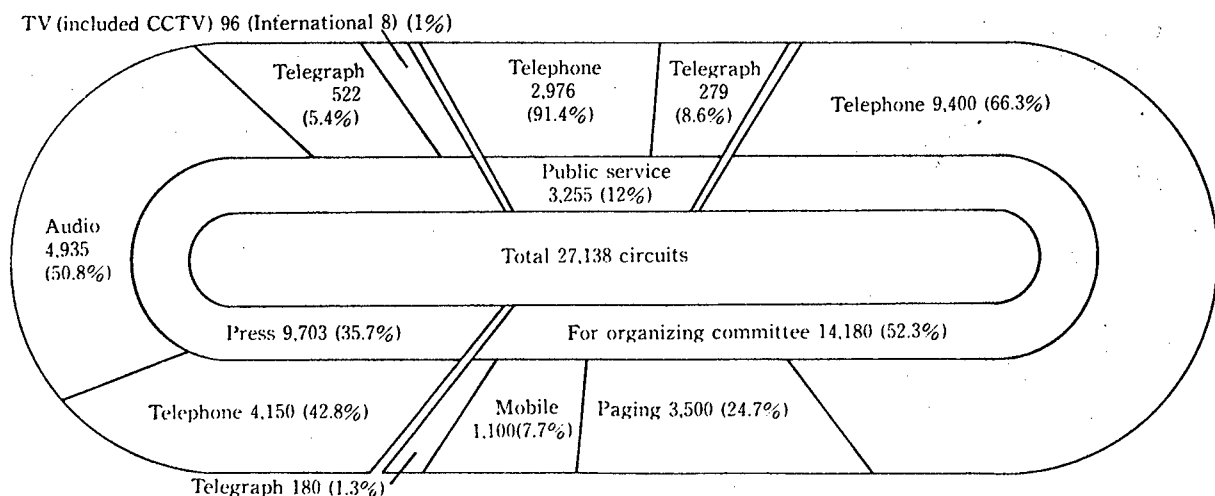 TV (included CCTV) 96 (International 8) (1%)
Telegraph
522
(5.4%)
Telephone
2,976
(91.4%)
Telegraph
279
(8.6%)
Telephone 9,400 (66.3%)
Public service
3,255 (12%)
Audio
4,935
(50.8%)
Total 27,138 circuits
Press 9,703 (35.7%)
For organizing committee 14,180 (52.3%)
Telephone 4,150 (42.8%)
Mobile
1,100(7.7%)
Paging 3,500 (24.7%)
Telegraph 180 (1.3%)